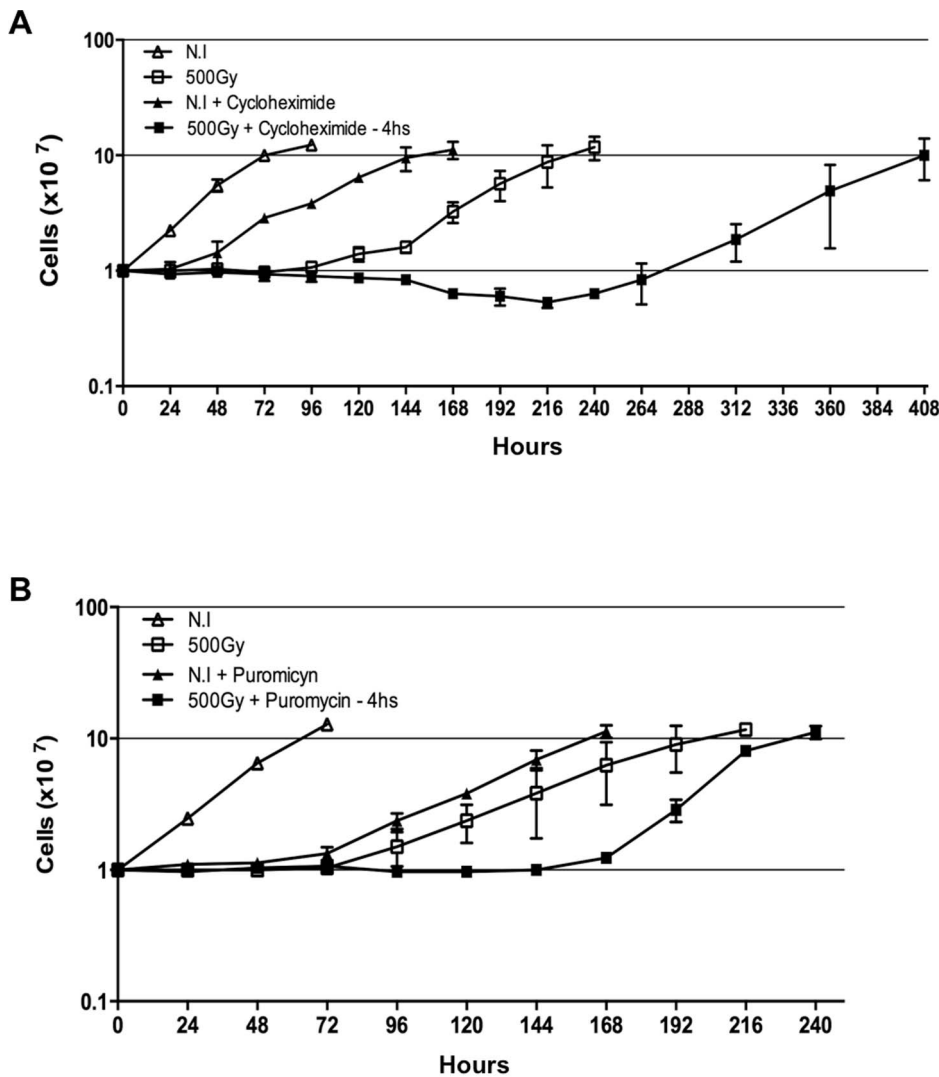 A
100
10
1
0.1
Cells (x10 7)
N.I
500Gy
N.I + Cycloheximide
500Gy + Cycloheximide - 4hs
0 24 48 72 96 120 144 168 192 216 240 264 288 312 336 360 384 408
Hours
B
100
10
1
0.1
Cells (x10 7)
N.I
500Gy
N.I + Puromicyn
500Gy + Puromycin - 4hs
0 24 48 72 96 120 144 168 192 216 240
Hours